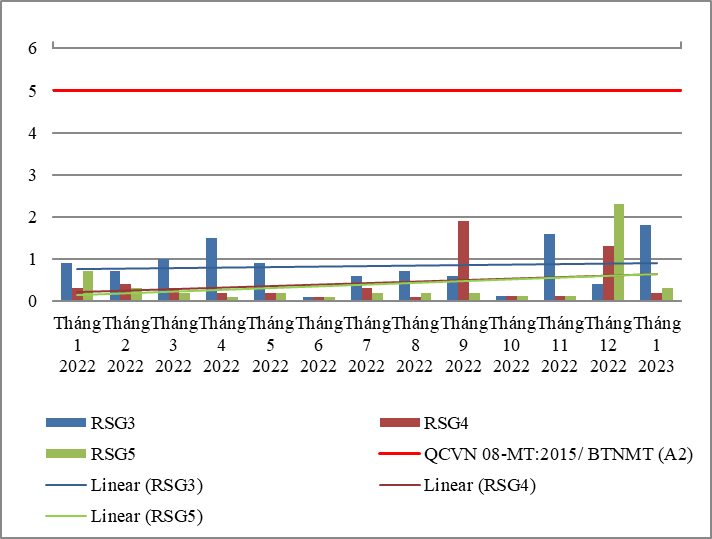 6
5
4
3
2
1
0
Tháng Tháng Tháng Tháng Tháng Tháng Tháng Tháng Tháng Tháng Tháng Tháng Tháng
1 2 3 4 5 6 7 8 9 10 11 12 1
2022 2022 2022 2022 2022 2022 2022 2022 2022 2022 2022 2022 2023
RSG3 RSG4
RSG5 QCVN 08-MT:2015/ BTNMT (A2)
Linear (RSG3) Linear (RSG4)
Linear (RSG5)